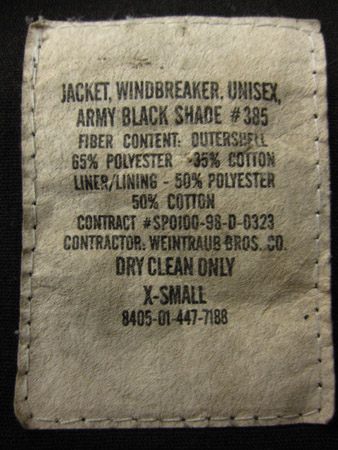 JACKET, WINDBREAKER, UNISEX,
ARMY BLACK SHADE #385
FIBER CONTENT: OUTERSHELL
65% POLYESTER -35% COTTON
LINER/LINING - 50% POLYESTER
50% COTTON
CONTRACT #SPO100-98-D-0323
CONTRACTOR: WEINTRAUB BROS. CO.
DRY CLEAN ONLY
X-SMALL
8405-01-447-7188